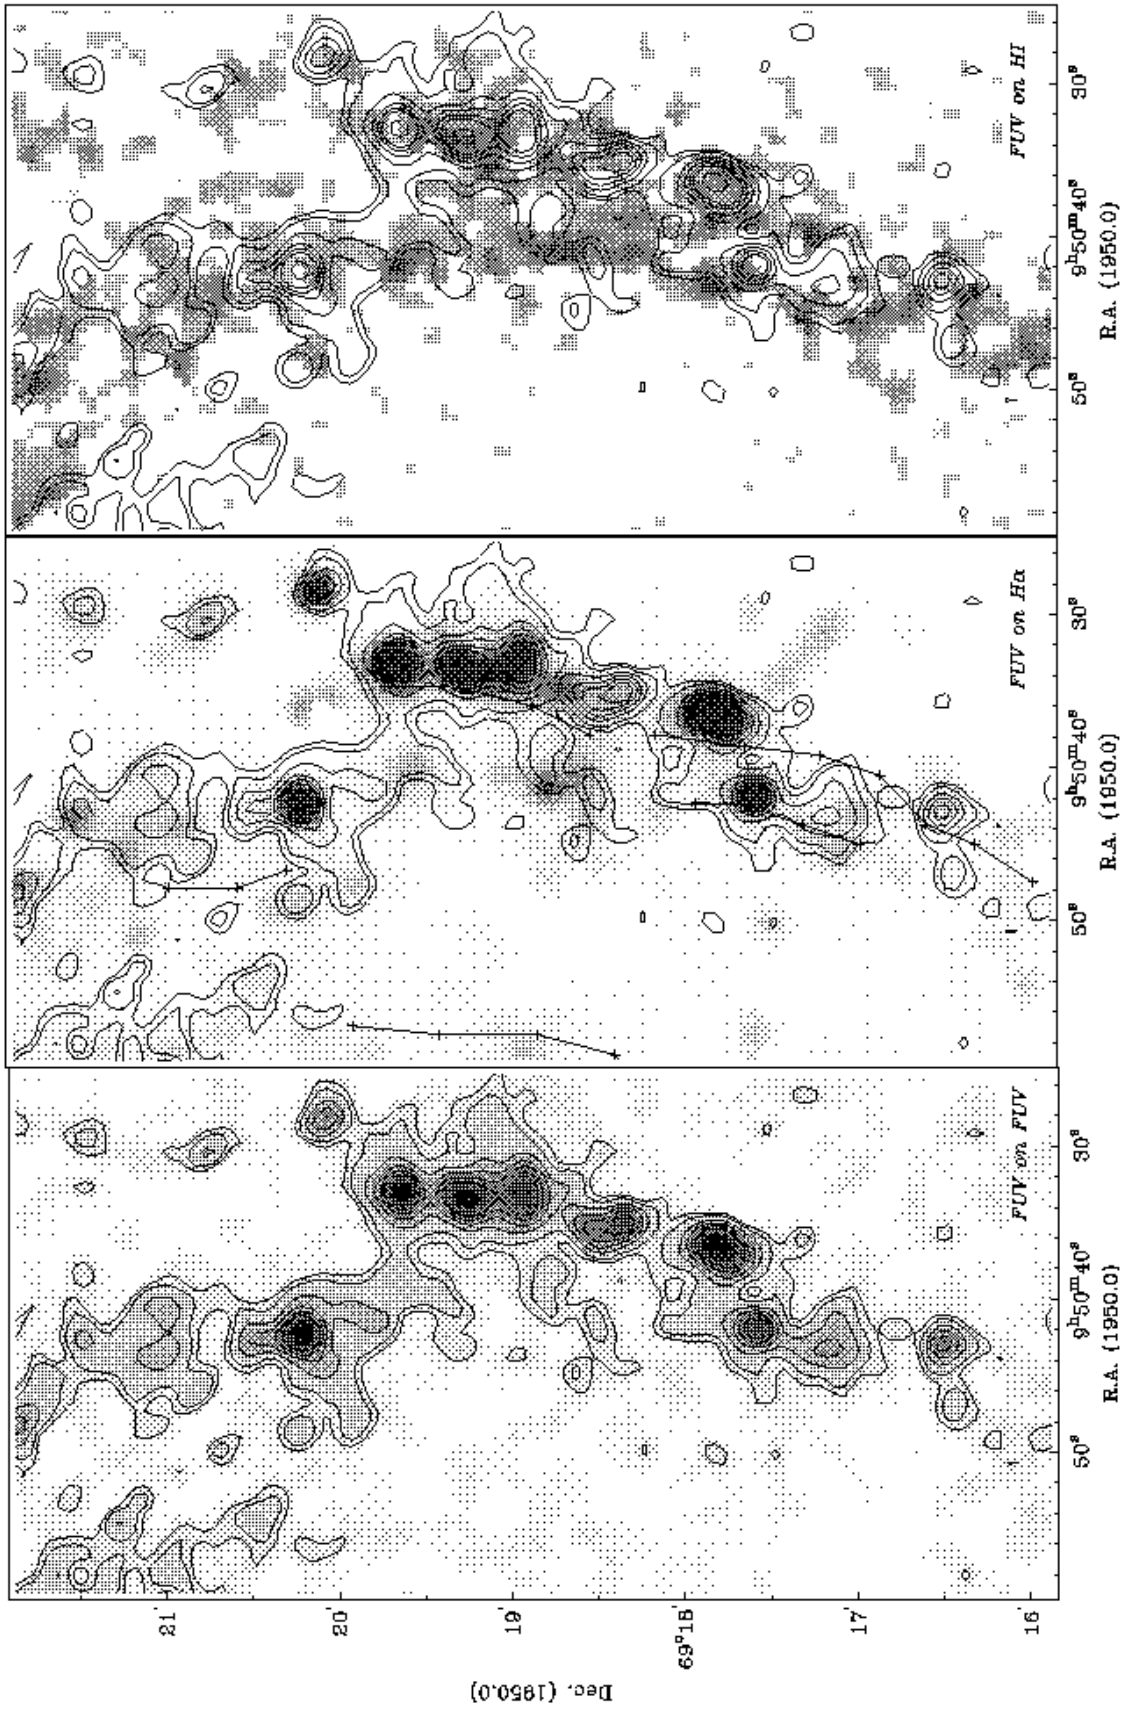 FUV on HI
30ˢ
9ʰ50ᵐ40ˢ
50ˢ
R.A. (1950.0)
FUV on Hα
30ˢ
9ʰ50ᵐ40ˢ
50ˢ
R.A. (1950.0)
FUV on FUV
30ˢ
9ʰ50ᵐ40ˢ
50ˢ
R.A. (1950.0)
21'
20'
19'
69°18'
17'
16'
Dec. (1950.0)